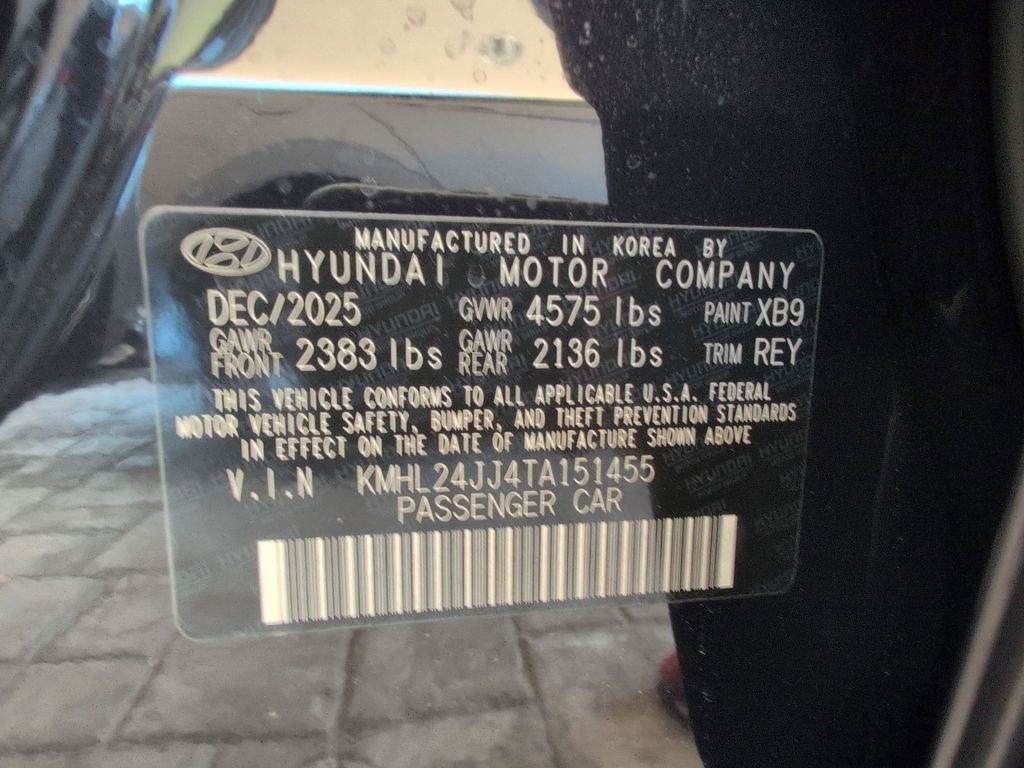 MANUFACTURED IN KOREA BY
HYUNDAI MOTOR COMPANY
DEC/2025 GVWR 4575 lbs PAINT XB9
GAWR FRONT 2383 lbs GAWR REAR 2136 lbs TRIM REY
THIS VEHICLE CONFORMS TO ALL APPLICABLE U.S.A. FEDERAL
MOTOR VEHICLE SAFETY, BUMPER, AND THEFT PREVENTION STANDARDS
IN EFFECT ON THE DATE OF MANUFACTURE SHOWN ABOVE
V.I.N KMHL24JJ4TA151455
PASSENGER CAR